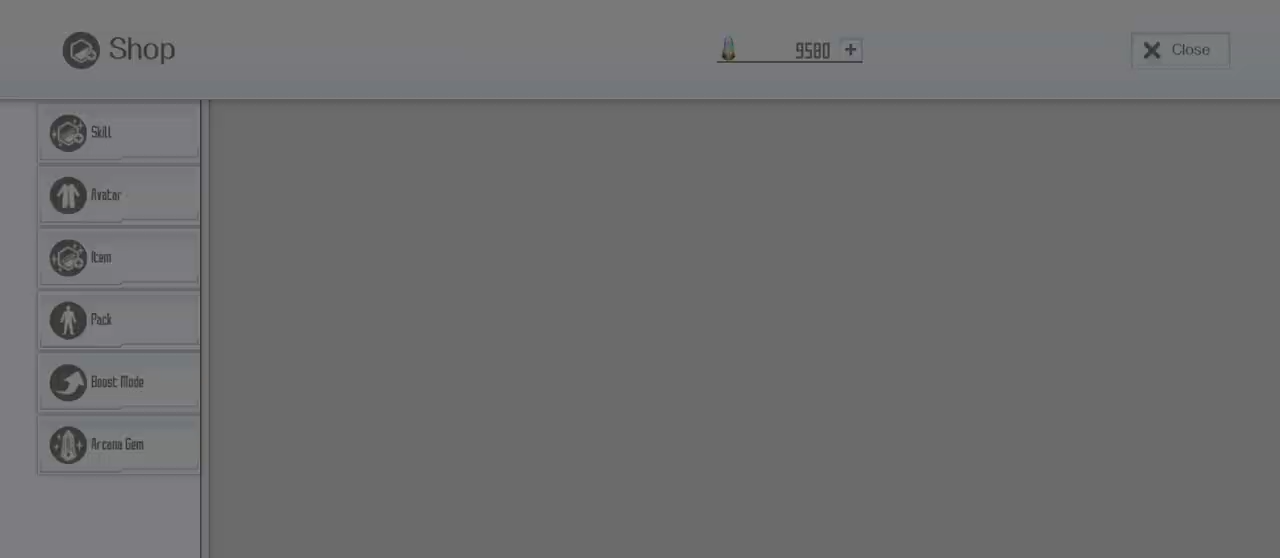 Shop
9580
Close
Skill
Avatar
Item
Pack
Boost Mode
Arcana Gem